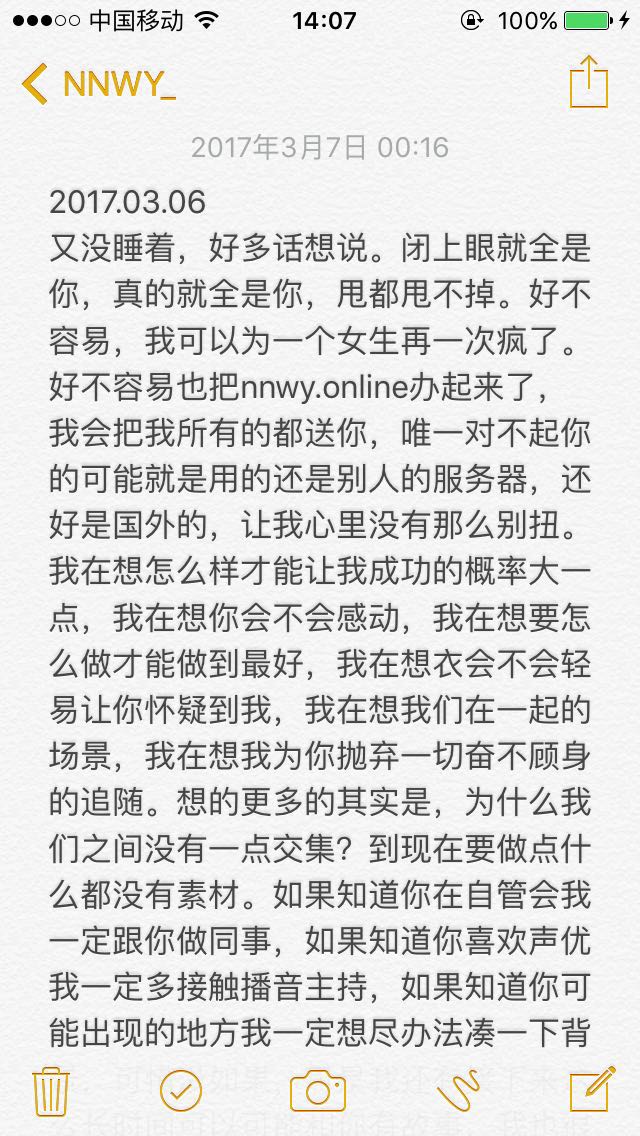 中国移动 14:07 100%
NNWY_
2017年3月7日 00:16
2017.03.06
又没睡着，好多话想说。闭上眼就全是
你，真的就全是你，甩都甩不掉。好不
容易，我可以为一个女生再一次疯了。
好不容易也把nnwy.online办起来了，
我会把我所有的都送你，唯一对不起你
的可能就是用的还是别人的服务器，还
好是国外的，让我心里没有那么别扭。
我在想怎么样才能让我成功的概率大一
点，我在想你会不会感动，我在想要怎
么做才能做到最好，我在想衣会不会轻
易让你怀疑到我，我在想我们在一起的
场景，我在想我为你抛弃一切奋不顾身
的追随。想的更多的其实是，为什么我
们之间没有一点交集？到现在要做点什
么都没有素材。如果知道你在自管会我
一定跟你做同事，如果知道你喜欢声优
我一定多接触播音主持，如果知道你可
能出现的地方我一定想尽办法凑一下背